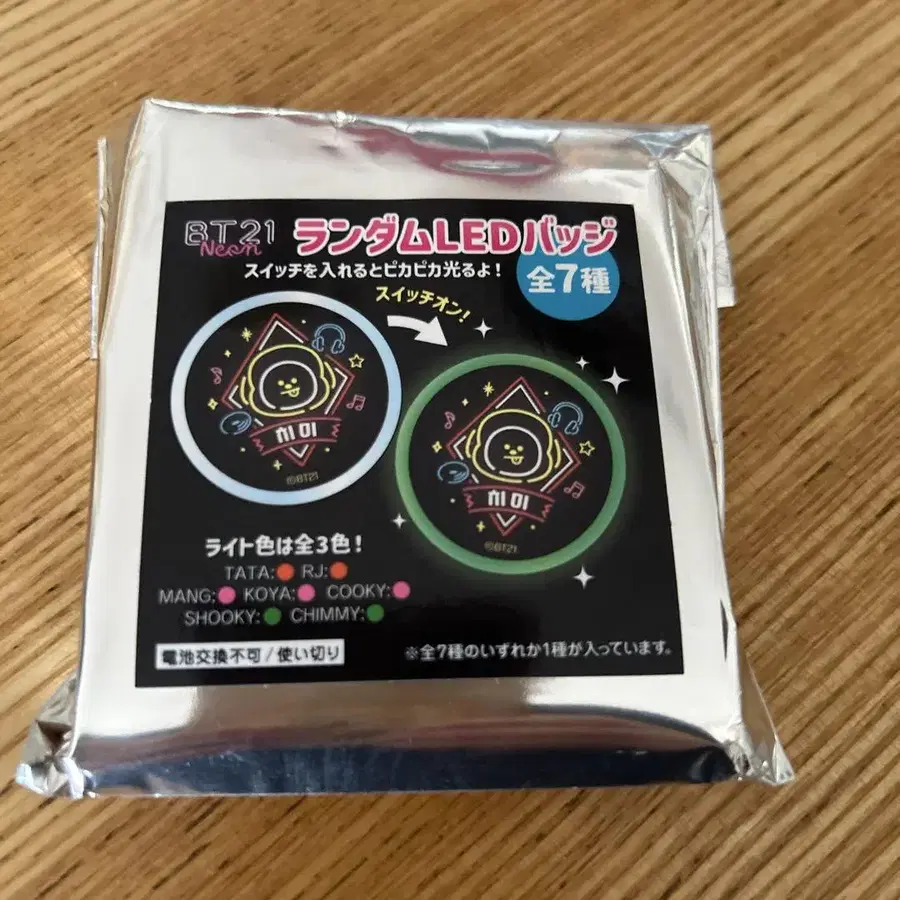 BT21
Neon
ランダムLEDバッジ
スイッチを入れるとピカピカ光るよ!
全7種
スイッチオン!
치미
©BT21
치미
©BT21
ライト色は全3色!
TATA: RJ:
MANG: KOYA: COOKY:
SHOOKY: CHIMMY:
電池交換不可/使い切り
※全7種のいずれか1種が入っています。